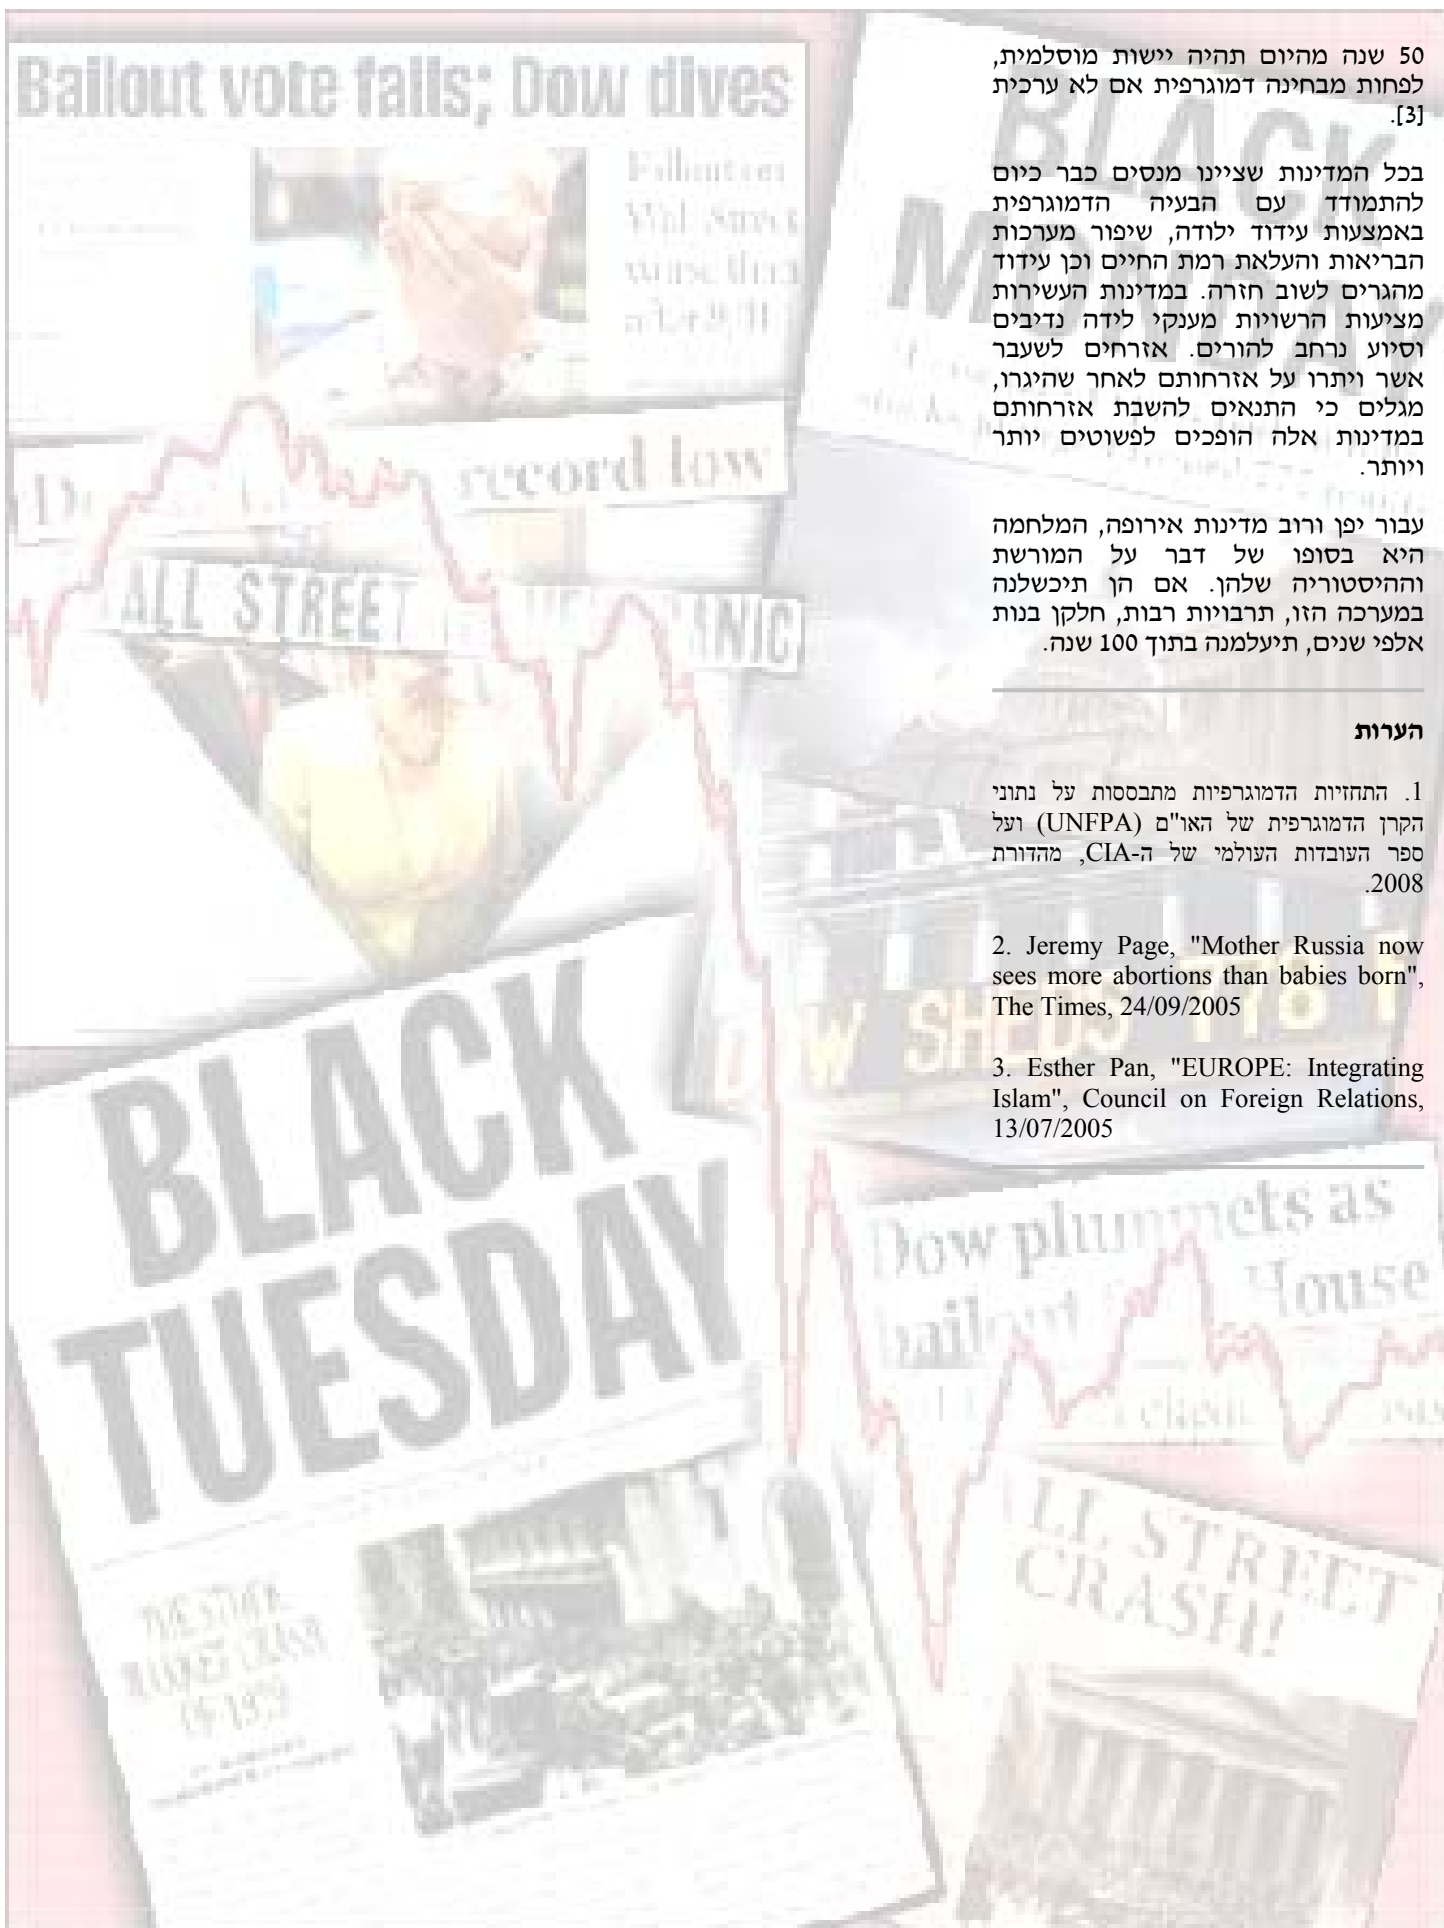 50 שנה מהיום תהיה יישות מוסלמית,
לפחות מבחינה דמוגרפית אם לא ערכית
[3].
בכל המדינות שציינו מנסים כבר כיום
להתמודד עם הבעיה הדמוגרפית
באמצעות עידוד ילודה, שיפור מערכות
הבריאות והעלאת רמת החיים וכן עידוד
מהגרים לשוב חזרה. במדינות העשירות
מציעות הרשויות מענקי לידה נדיבים
וסיוע נרחב להורים. אזרחים לשעבר
אשר ויתרו על אזרחותם לאחר שהיגרו,
מגלים כי התנאים להשבת אזרחותם
במדינות אלה הופכים לפשוטים יותר
ויותר.
עבור יפן ורוב מדינות אירופה, המלחמה
היא בסופו של דבר על המורשת
וההיסטוריה שלהן. אם הן תיכשלנה
במערכה הזו, תרבויות רבות, חלקן בנות
אלפי שנים, תיעלמנה בתוך 100 שנה.
הערות
1. התחזיות הדמוגרפיות מתבססות על נתוני
הקרן הדמוגרפית של האו"ם (UNFPA) ועל
ספר העובדות העולמי של ה-CIA, מהדורת
2008.
2. Jeremy Page, "Mother Russia now
sees more abortions than babies born",
The Times, 24/09/2005
3. Esther Pan, "EUROPE: Integrating
Islam", Council on Foreign Relations,
13/07/2005
Bailout vote fails; Dow dives
BLACK
MONDAY
record low
ALL STREET
DOW SHEDS 778
BLACK
TUESDAY
Dow plummets as
bailout House
LL STREET
CRASH!